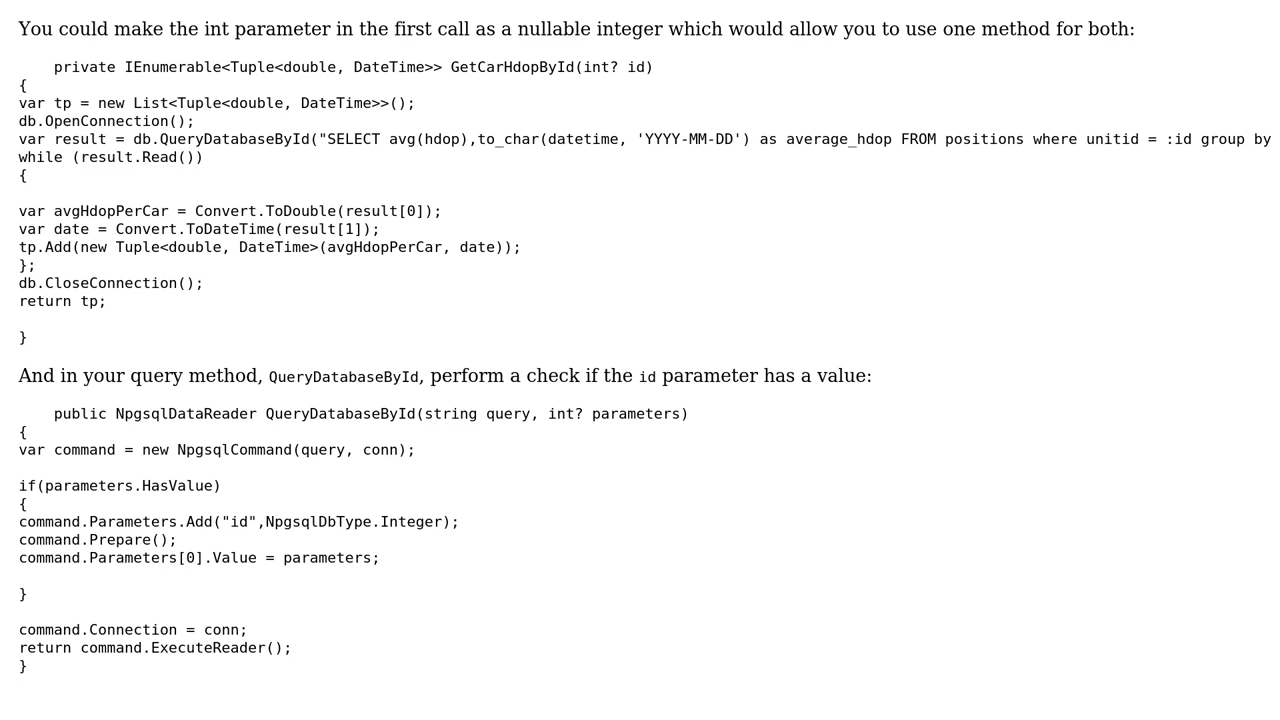 You could make the int parameter in the first call as a nullable integer which would allow you to use one method for both:
private IEnumerable<Tuple<double, DateTime>> GetCarHdopById(int? id)
{
var tp = new List<Tuple<double, DateTime>>();
db.OpenConnection();
var result = db.QueryDatabaseById("SELECT avg(hdop),to_char(datetime, 'YYYY-MM-DD') as average_hdop FROM positions where unitid = :id group by
while (result.Read())
{
var avgHdopPerCar = Convert.ToDouble(result[0]);
var date = Convert.ToDateTime(result[1]);
tp.Add(new Tuple<double, DateTime>(avgHdopPerCar, date));
};
db.CloseConnection();
return tp;
}
And in your query method, QueryDatabaseById, perform a check if the id parameter has a value:
public NpgsqlDataReader QueryDatabaseById(string query, int? parameters)
{
var command = new NpgsqlCommand(query, conn);
if(parameters.HasValue)
{
command.Parameters.Add("id",NpgsqlDbType.Integer);
command.Prepare();
command.Parameters[0].Value = parameters;
}
command.Connection = conn;
return command.ExecuteReader();
}